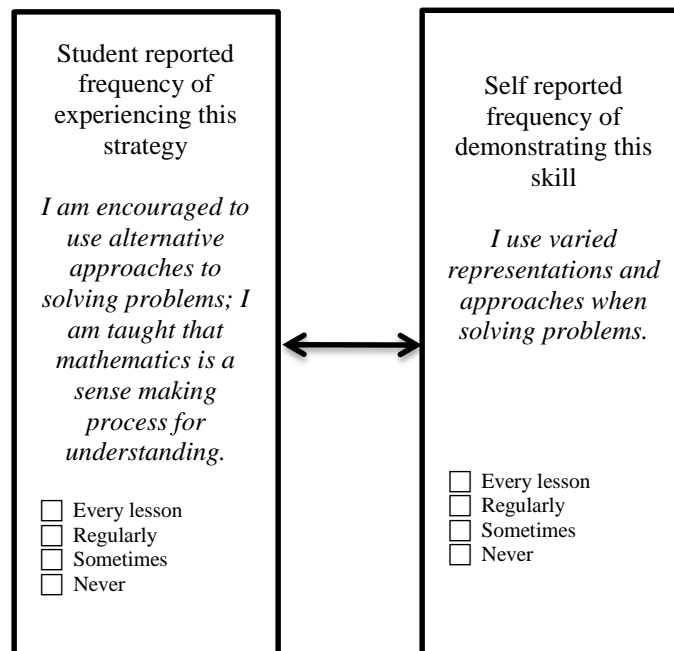 Student reported
frequency of
experiencing this
strategy
I am encouraged to
use alternative
approaches to
solving problems; I
am taught that
mathematics is a
sense making
process for
understanding.
Every lesson
Regularly
Sometimes
Never
Self reported
frequency of
demonstrating this
skill
I use varied
representations and
approaches when
solving problems.
Every lesson
Regularly
Sometimes
Never